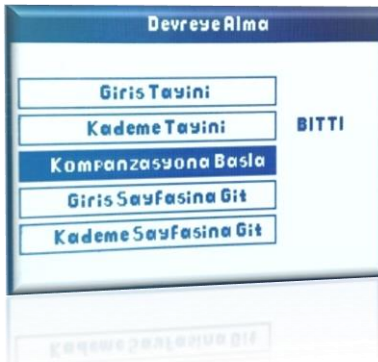 Devreye Alma
Giris Tayini
Kademe Tayini BITTI
Kompanzasyona Basla
Giris Sayfasina Git
Kademe Sayfasina Git